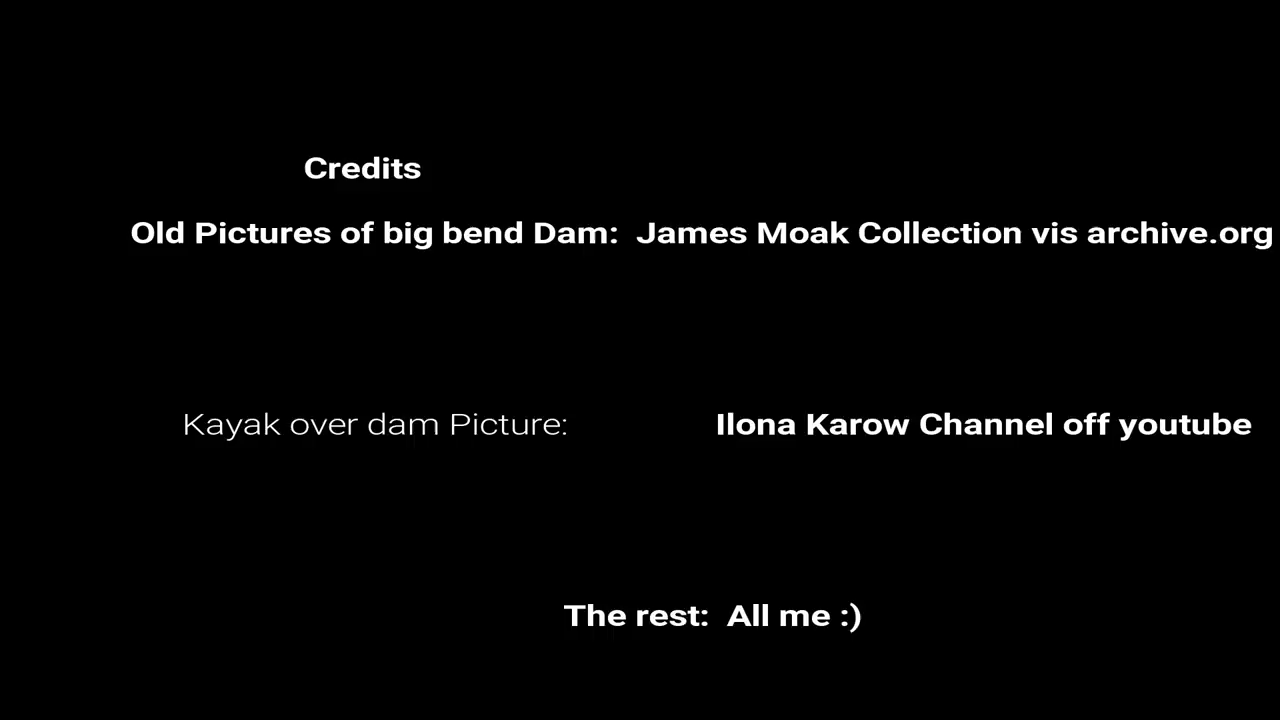 Credits
Old Pictures of big bend Dam:  James Moak Collection vis archive.org
Kayak over dam Picture: Ilona Karow Channel off youtube
The rest:  All me :)